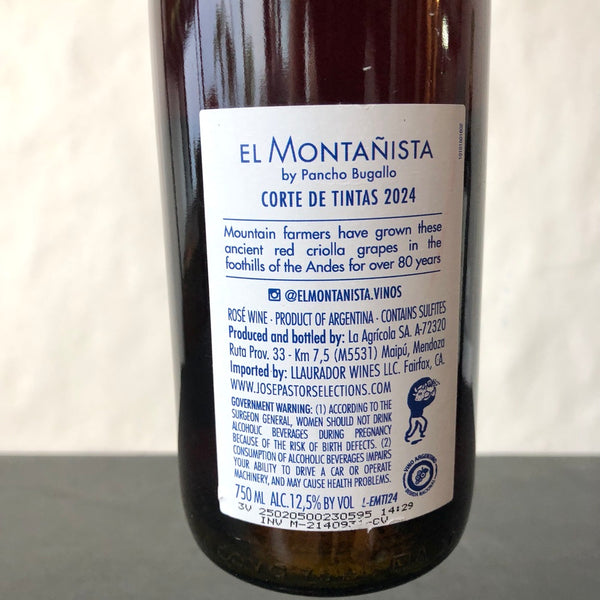 EL MONTAÑISTA
by Pancho Bugallo
CORTE DE TINTAS 2024
Mountain farmers have grown these
ancient red criolla grapes in the
foothills of the Andes for over 80 years
@ELMONTANISTA.VINOS
ROSÉ WINE · PRODUCT OF ARGENTINA · CONTAINS SULFITES
Produced and bottled by: La Agrícola SA. A-72320
Ruta Prov. 33 - Km 7,5 (M5531) Maipú, Mendoza
Imported by: LLAURADOR WINES LLC. Fairfax, CA.
WWW.JOSEPASTORSELECTIONS.COM
GOVERNMENT WARNING: (1) ACCORDING TO THE
SURGEON GENERAL, WOMEN SHOULD NOT DRINK
ALCOHOLIC BEVERAGES DURING PREGNANCY
BECAUSE OF THE RISK OF BIRTH DEFECTS. (2)
CONSUMPTION OF ALCOHOLIC BEVERAGES IMPAIRS
YOUR ABILITY TO DRIVE A CAR OR OPERATE
MACHINERY, AND MAY CAUSE HEALTH PROBLEMS.
VINO ARGENTINO
750 ML ALC.12,5% BY VOL L-EMT124
3V 25020500230595 14:29
INV